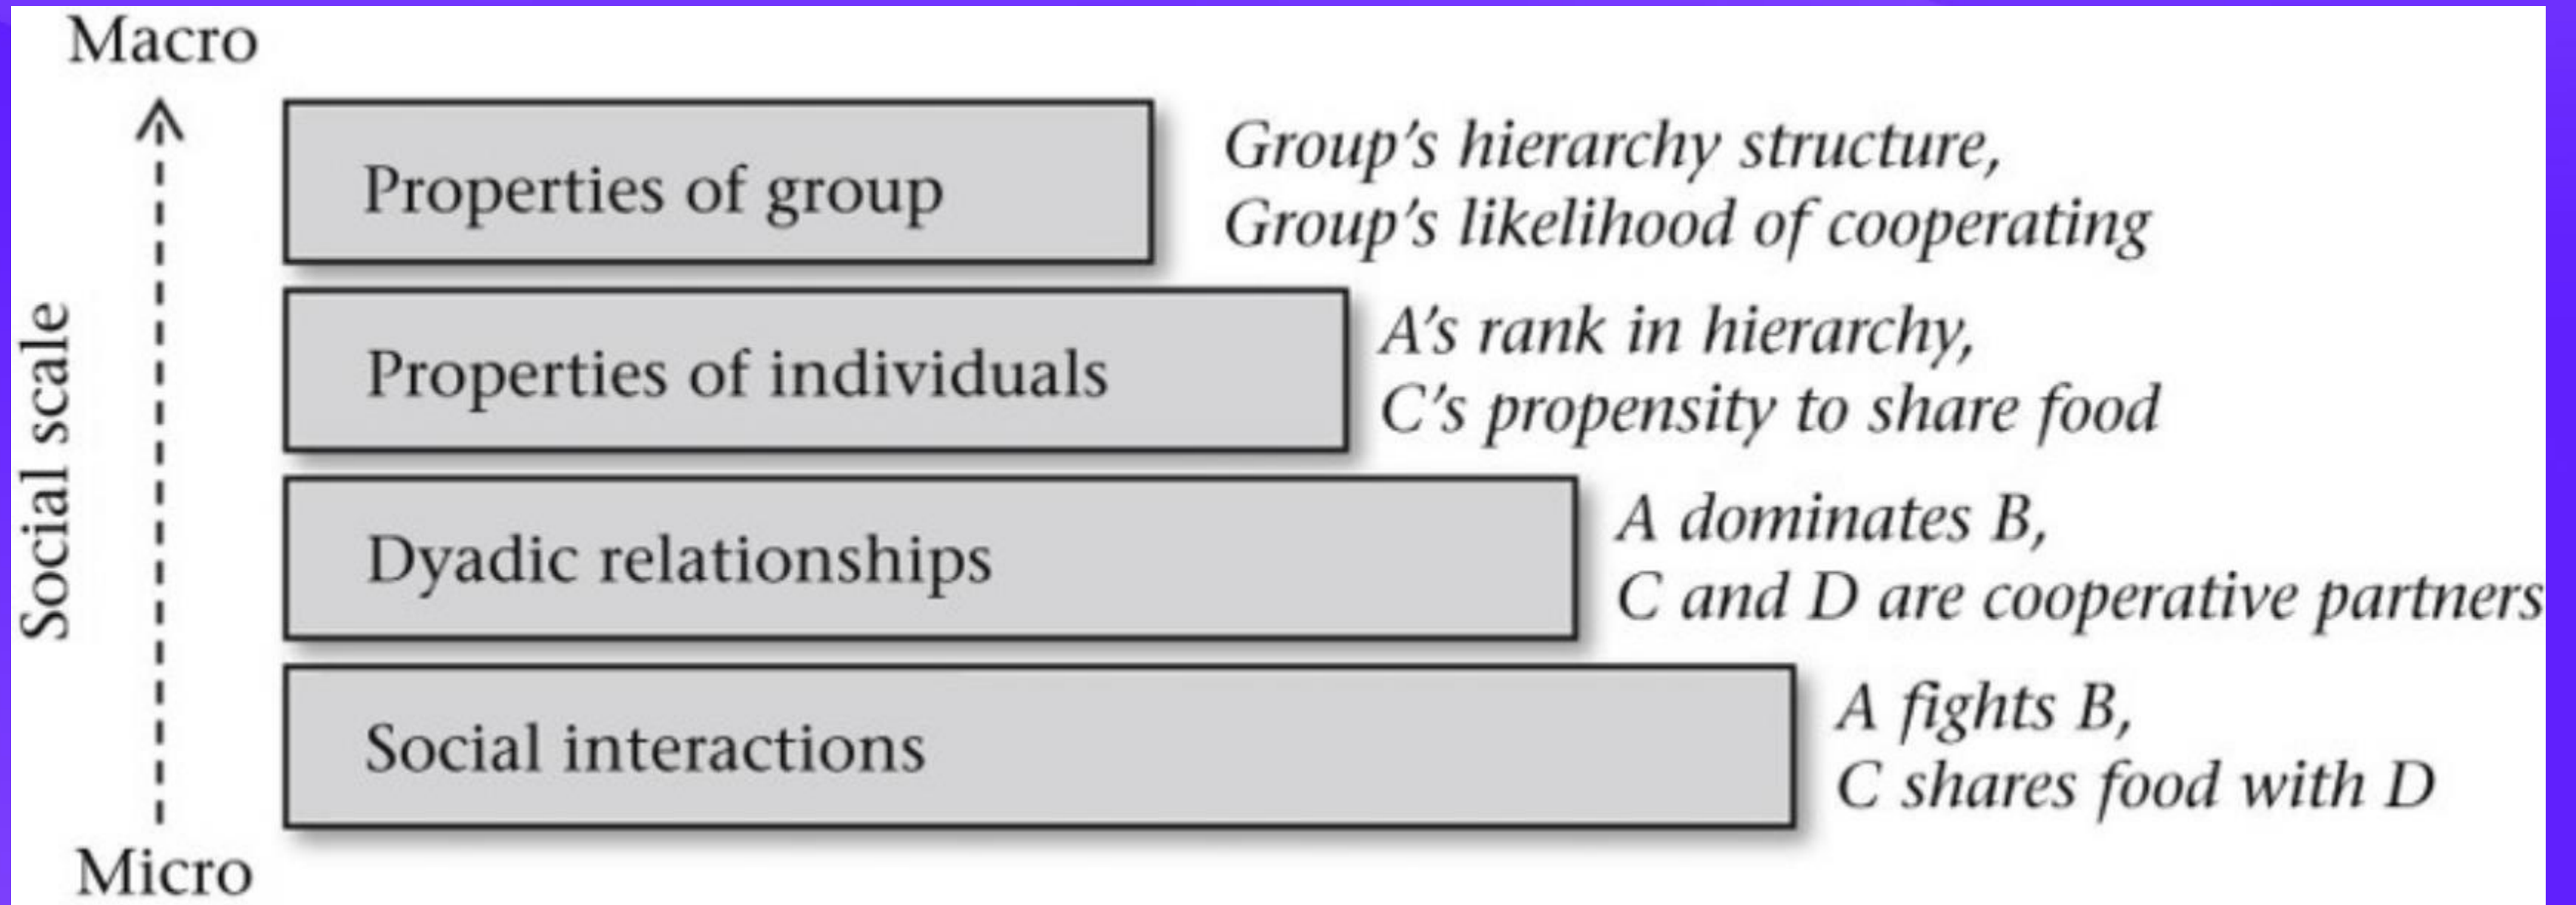 Macro
Properties of group
Group’s hierarchy structure,
Group’s likelihood of cooperating
Properties of individuals
A’s rank in hierarchy,
C’s propensity to share food
Social scale
Dyadic relationships
A dominates B,
C and D are cooperative partners
Social interactions
A fights B,
C shares food with D
Micro